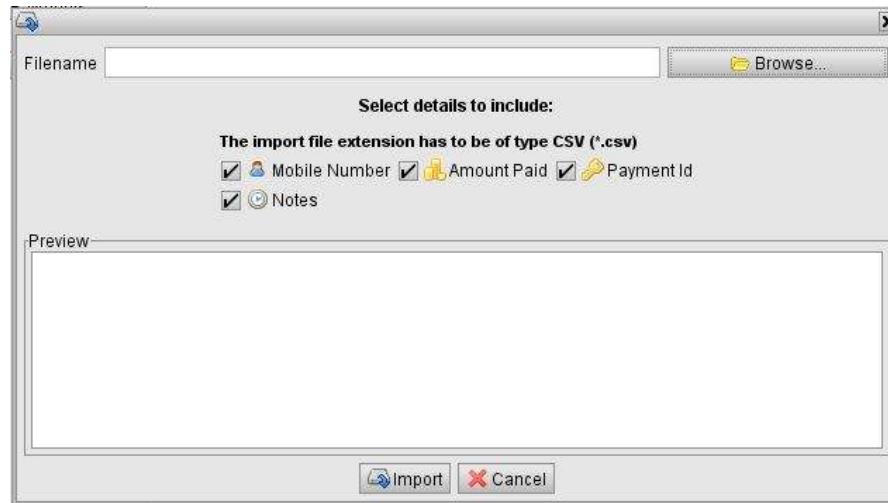 Filename Browse...
Select details to include:
The import file extension has to be of type CSV (*.csv)
Mobile Number Amount Paid Payment Id
Notes
Preview
Import Cancel